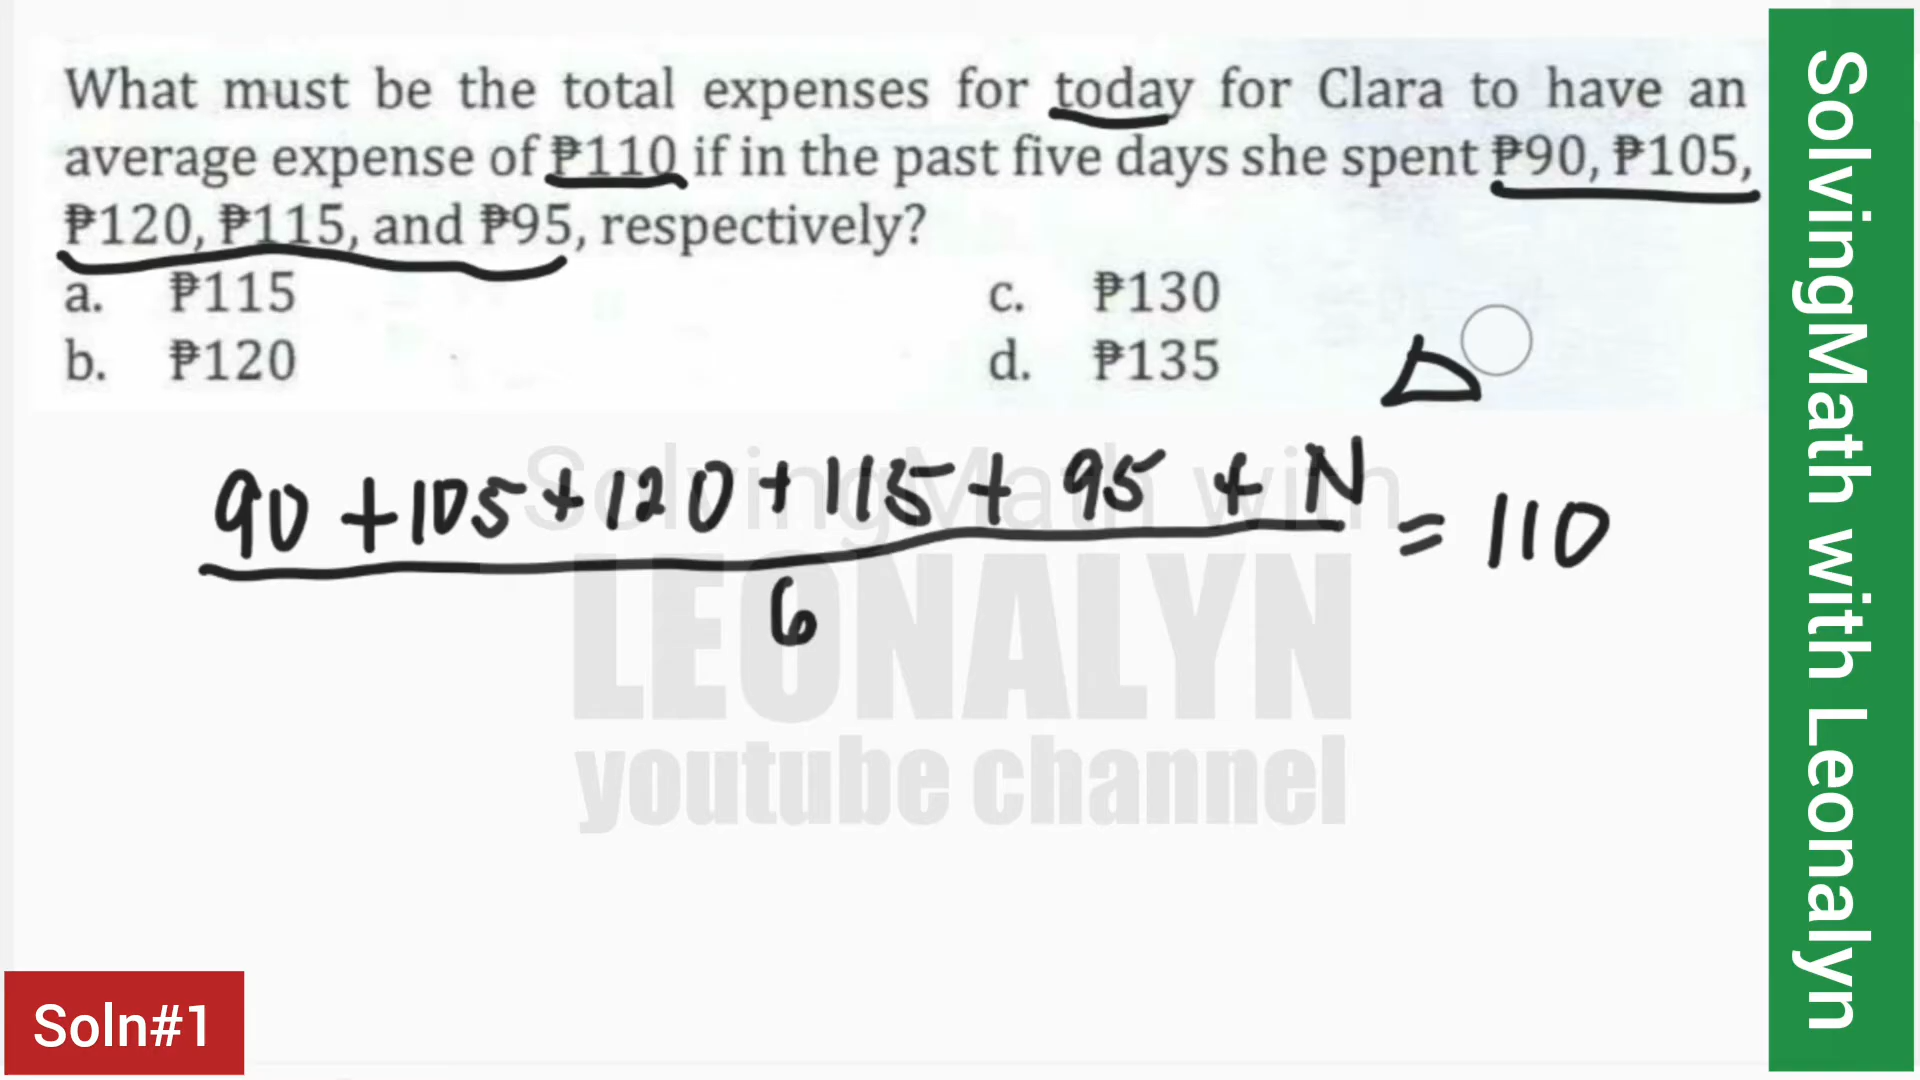 What must be the total expenses for today for Clara to have an
average expense of ₱110 if in the past five days she spent ₱90, ₱105,
₱120, ₱115, and ₱95, respectively?
a. ₱115
c. ₱130
b. ₱120
d. ₱135
90 + 105 + 120 + 115 + 95 + N
= 110
6
SolvingMath with
LEONALYN
youtube channel
Soln#1
SolvingMath with Leonalyn